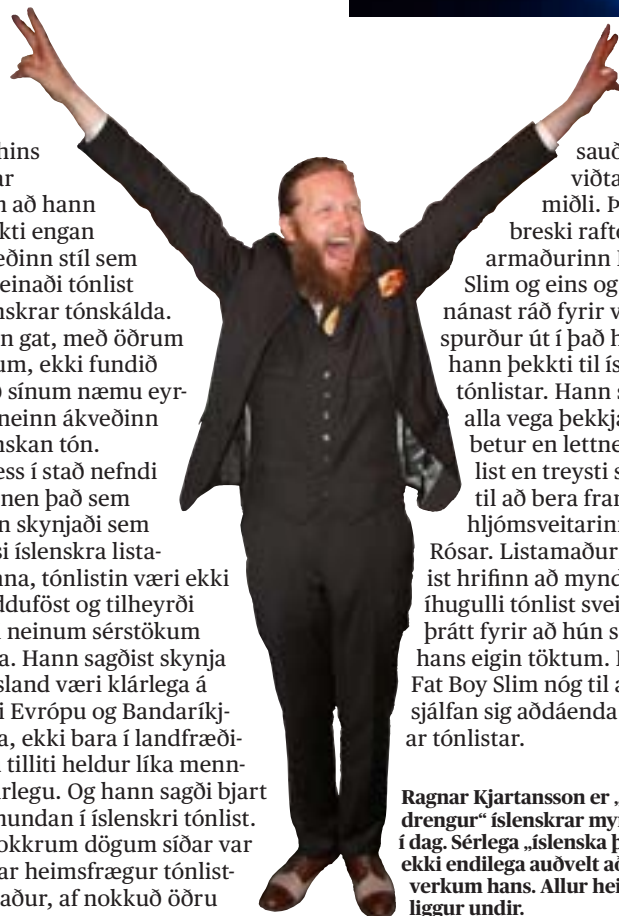 hins
ar
n að hann
kti engan
eðinn stíl sem
einaði tónlist
nskrar tónskálda.
n gat, með öðrum
um, ekki fundið
ð sínum næmu eyr-
neinn ákveðinn
nskan tón.
ess í stað nefndi
nen það sem
n skynjaði sem
si íslenskra lista-
nna, tónlistin væri ekki
dduföst og tilheyrði
neinum sérstökum
a. Hann sagðist skynja
sland væri klárlega á
i Evrópu og Bandaríkj-
a, ekki bara í landfræði-
tilliti heldur líka menn-
rlegu. Og hann sagði bjart
nundan í íslenskri tónlist.
okkrum dögum síðar var
ar heimsfrægur tónlist-
aður, af nokkuð öðru
sauð
viðta
miðli. Þ
breski rafto
armaðurinn
Slim og eins og
nánast ráð fyrir v
spurður út í það h
hann þekkti til ís
tónlistar. Hann s
alla vega þekkja
betur en lettne
list en treysti s
til að bera fran
hljómsveitarinn
Rósar. Listamaður
ist hrifinn að mynd
íhugulli tónlist svei
þrátt fyrir að hún s
hans eigin töktum.
Fat Boy Slim nóg til a
sjálfan sig aðdáenda
ar tónlistar.
Ragnar Kjartansson er „
drengur“ íslenskrar myn
í dag. Sérlega „íslenska þ
ekki endilega auðvelt að
verkum hans. Allur hei
liggur undir.